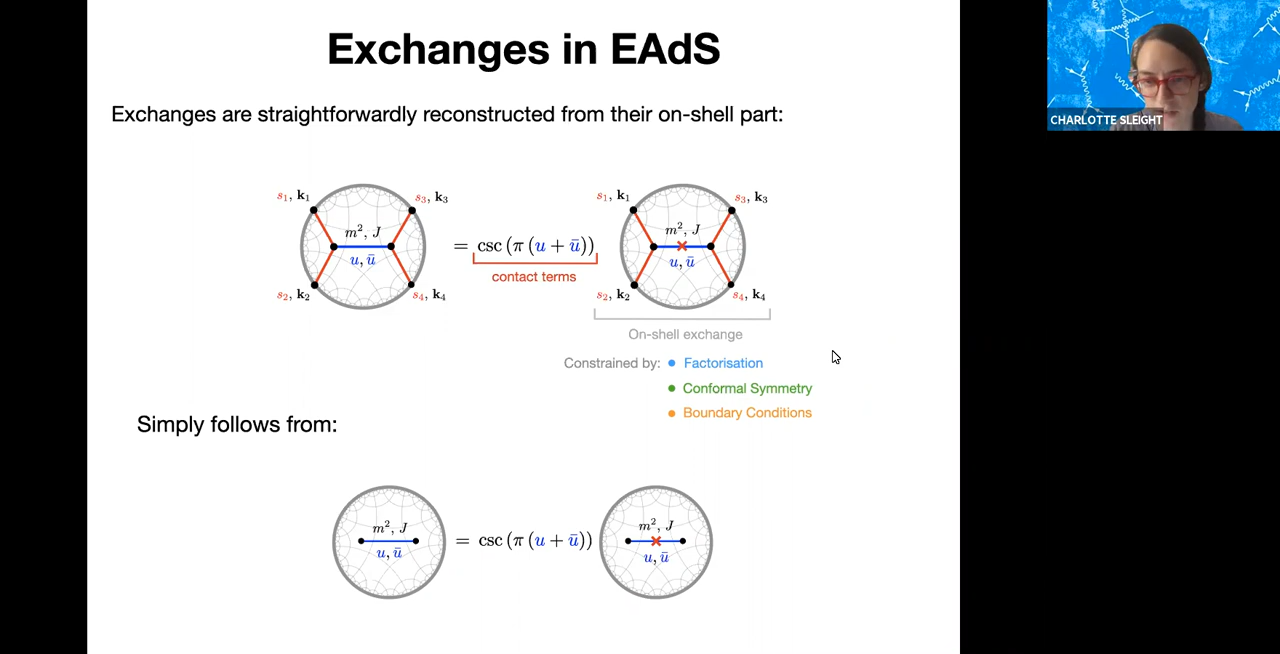 Exchanges in EAdS
CHARLOTTE SLEIGHT
Exchanges are straightforwardly reconstructed from their on-shell part:
s₁, k₁ s₃, k₃ s₁, k₁ s₃, k₃
m², J m², J
= csc (π (u + ū))
u, ū u, ū
contact terms
s₂, k₂ s₄, k₄ s₂, k₂ s₄, k₄
On-shell exchange
Constrained by: • Factorisation
• Conformal Symmetry
• Boundary Conditions
Simply follows from:
m², J m², J
= csc (π (u + ū))
u, ū u, ū